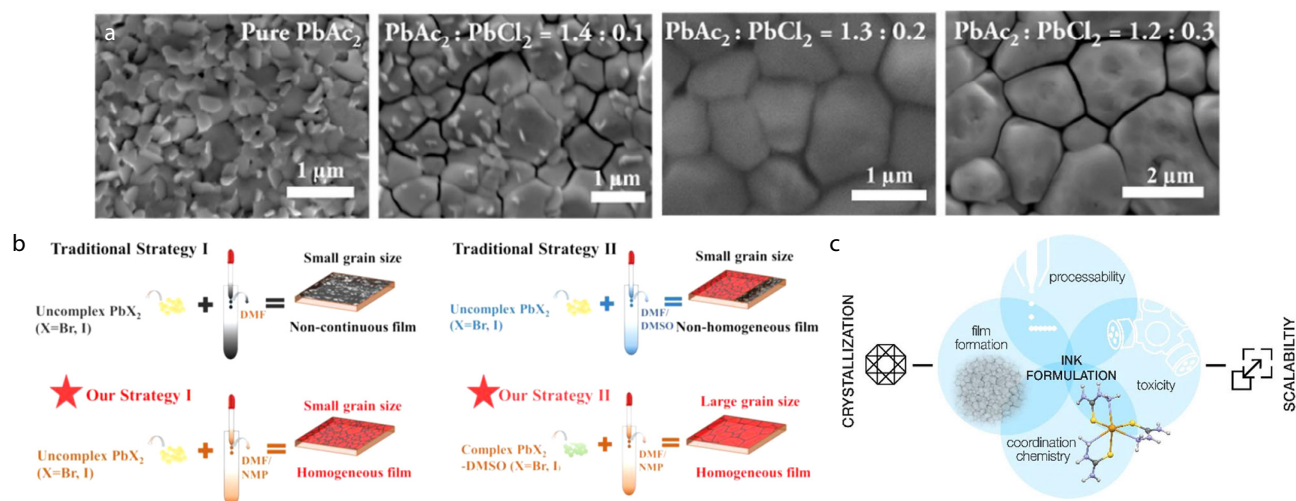 a
Pure PbAc₂
PbAc₂ : PbCl₂ = 1.4 : 0.1
PbAc₂ : PbCl₂ = 1.3 : 0.2
PbAc₂ : PbCl₂ = 1.2 : 0.3
1 µm
1 µm
1 µm
2 µm
b
Traditional Strategy I
Small grain size
Uncomplex PbX₂
(X=Br, I)
+
DMF
=
Non-continuous film
Traditional Strategy II
Small grain size
Uncomplex PbX₂
(X=Br, I)
+
DMF/
DMSO
=
Non-homogeneous film
Our Strategy I
Small grain size
Uncomplex PbX₂
(X=Br, I)
+
DMF/
NMP
=
Homogeneous film
Our Strategy II
Large grain size
Complex PbX₂
-DMSO (X=Br, I)
+
DMF/
NMP
=
Homogeneous film
c
CRYSTALLIZATION
processability
film
formation
INK
FORMULATION
toxicity
coordination
chemistry
SCALABILTIY